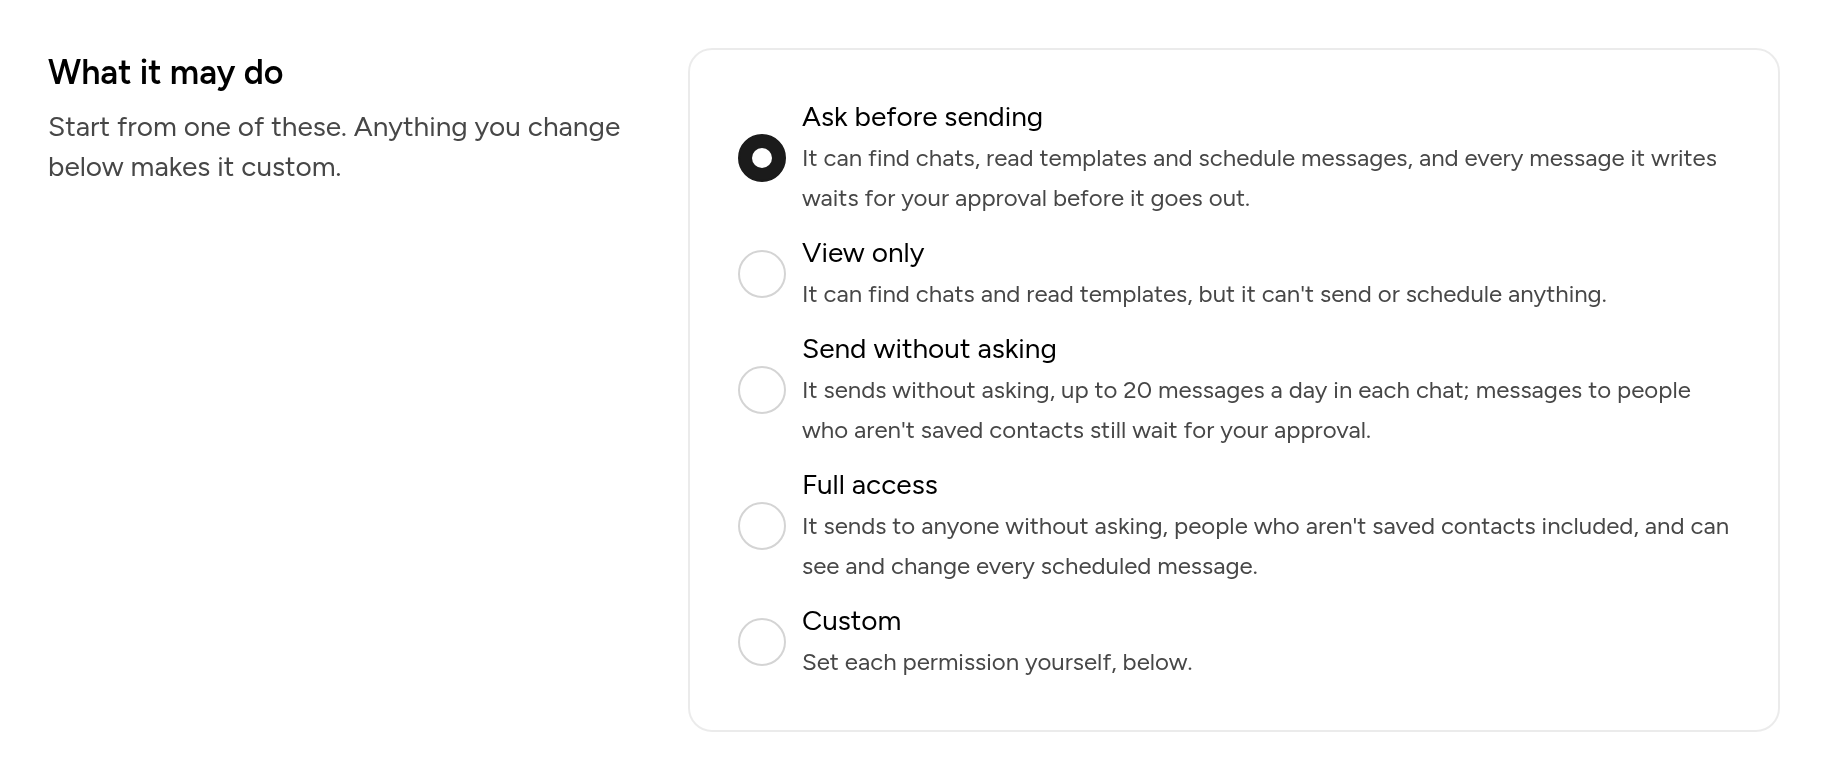 What it may do
Start from one of these. Anything you change
below makes it custom.
Ask before sending
It can find chats, read templates and schedule messages, and every message it writes
waits for your approval before it goes out.
View only
It can find chats and read templates, but it can't send or schedule anything.
Send without asking
It sends without asking, up to 20 messages a day in each chat; messages to people
who aren't saved contacts still wait for your approval.
Full access
It sends to anyone without asking, people who aren't saved contacts included, and can
see and change every scheduled message.
Custom
Set each permission yourself, below.